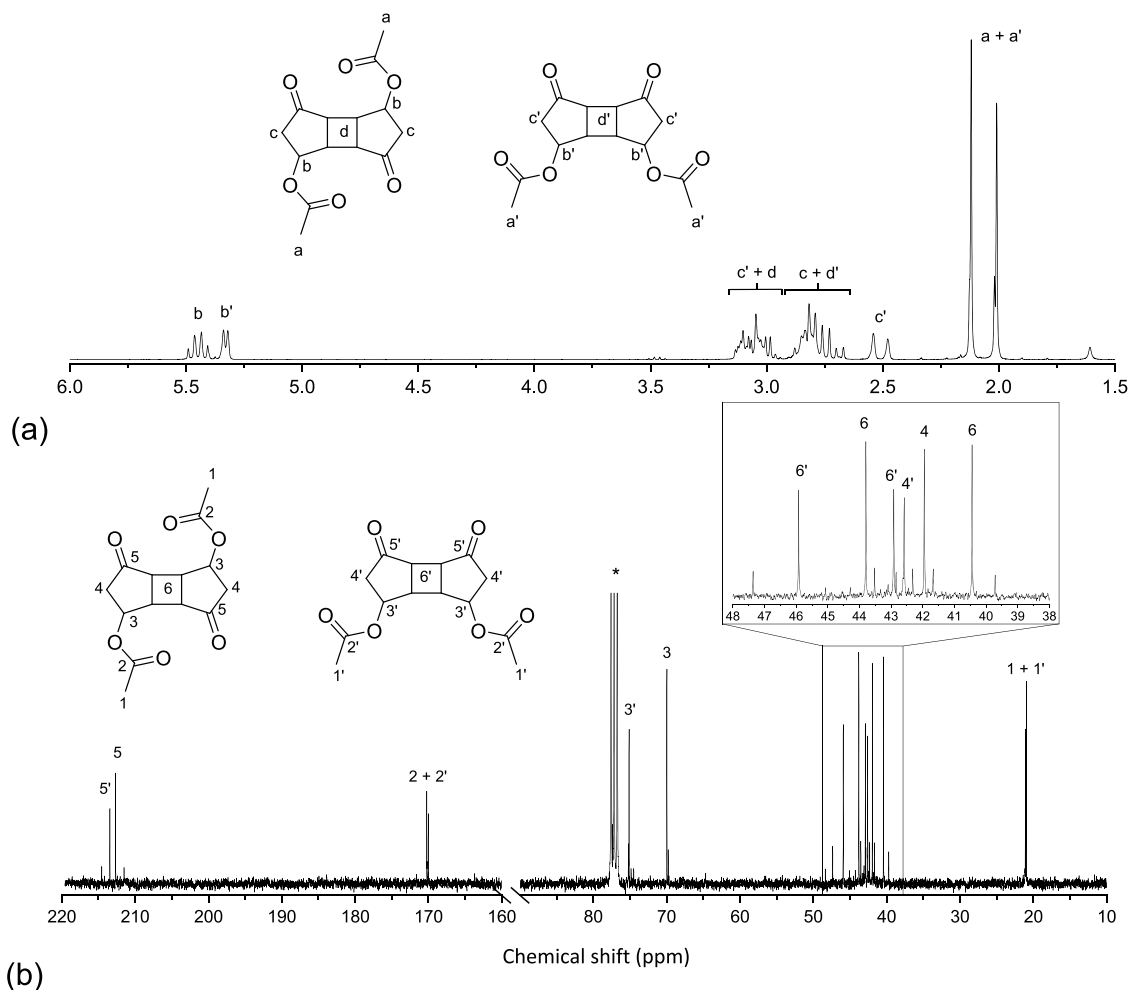 a
O
O
O
b
c
d
c
b
O
O
O
a
O
O
c'
d'
c'
b'
b'
O
O
O
O
a'
a'
a + a'
c' + d
c + d'
c'
b
b'
6.0 5.5 5.0 4.5 4.0 3.5 3.0 2.5 2.0 1.5
(a)
6
4
6
6'
6'
4'
48 47 46 45 44 43 42 41 40 39 38
1
2
O
O
O
5
3
4
6
4
3
5
O
O
2
O
1
O
O
5'
5'
4'
6'
4'
3'
3'
O
O
O
O
2'
2'
1'
1'
*
3
3'
1 + 1'
5
5'
2 + 2'
220 210 200 190 180 170 160 80 70 60 50 40 30 20 10
Chemical shift (ppm)
(b)